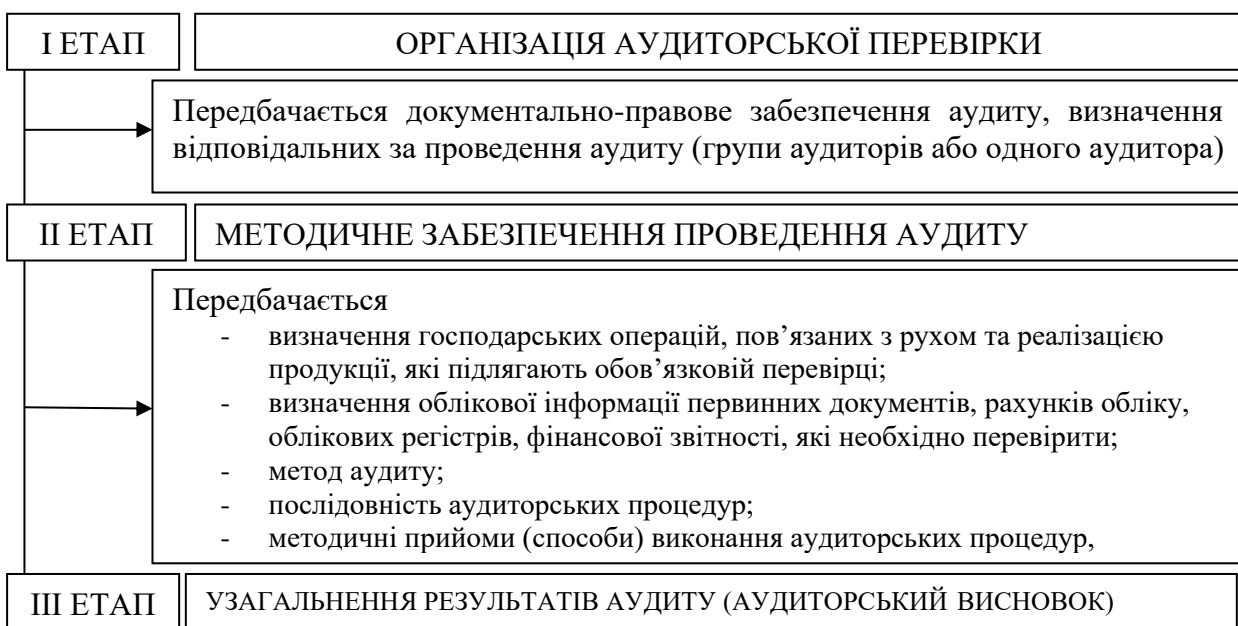 І ЕТАП
ОРГАНІЗАЦІЯ АУДИТОРСЬКОЇ ПЕРЕВІРКИ
Передбачається документально-правове забезпечення аудиту, визначення
відповідальних за проведення аудиту (групи аудиторів або одного аудитора)
ІІ ЕТАП
МЕТОДИЧНЕ ЗАБЕЗПЕЧЕННЯ ПРОВЕДЕННЯ АУДИТУ
Передбачається
- визначення господарських операцій, пов’язаних з рухом та реалізацією
продукції, які підлягають обов’язковій перевірці;
- визначення облікової інформації первинних документів, рахунків обліку,
облікових регістрів, фінансової звітності, які необхідно перевірити;
- метод аудиту;
- послідовність аудиторських процедур;
- методичні прийоми (способи) виконання аудиторських процедур,
ІІІ ЕТАП
УЗАГАЛЬНЕННЯ РЕЗУЛЬТАТІВ АУДИТУ (АУДИТОРСЬКИЙ ВИСНОВОК)